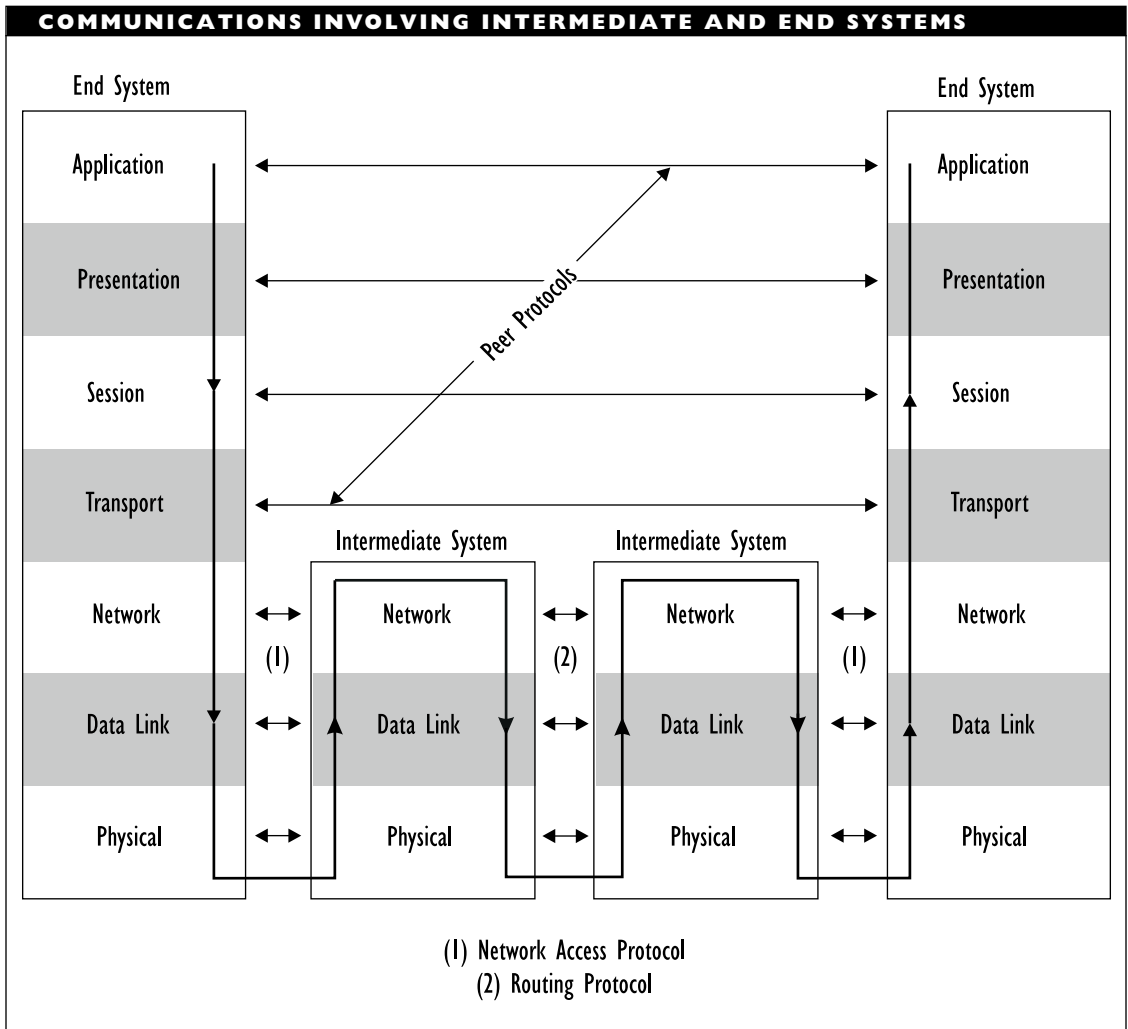 COMMUNICATIONS INVOLVING INTERMEDIATE AND END SYSTEMS
End System
End System
Application
Application
Presentation
Presentation
Peer Protocols
Session
Session
Transport
Transport
Intermediate System
Intermediate System
Network
Network
Network
Network
(1)
(2)
(1)
Data Link
Data Link
Data Link
Data Link
Physical
Physical
Physical
Physical
(1) Network Access Protocol
(2) Routing Protocol